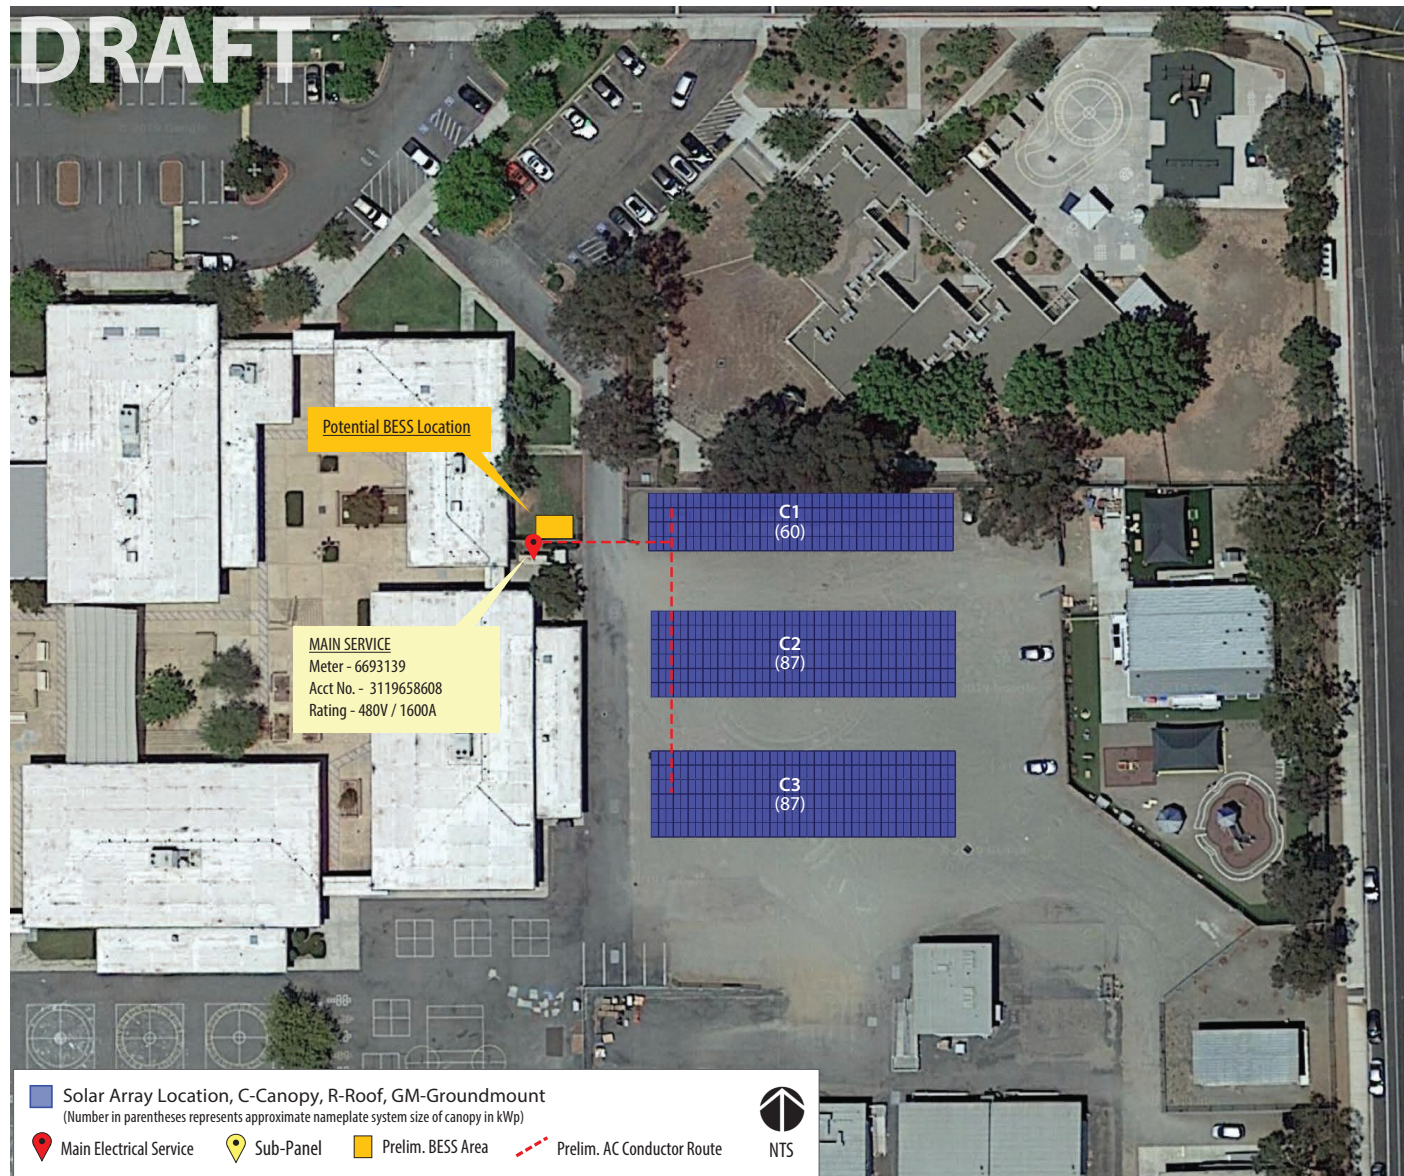 DRAFT
Potential BESS Location
C1
(60)
MAIN SERVICE
Meter - 6693139
Acct No. - 3119658608
Rating - 480V / 1600A
C2
(87)
C3
(87)
Solar Array Location, C-Canopy, R-Roof, GM-Groundmount
(Number in parentheses represents approximate nameplate system size of canopy in kWp)
Main Electrical Service
Sub-Panel
Prelim. BESS Area
Prelim. AC Conductor Route
NTS